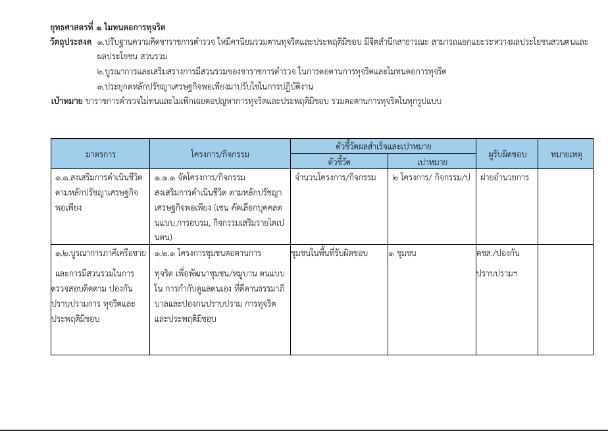 ยุทธศาสตรที่ ๑ ไมทนตอการทุจริต
วัตถุประสงค ๑.ปรับฐานความคิดขาราชการตำรวจ ใหมีคานิยมรวมตานทุจริตและประพฤติมิชอบ มีจิตสำนึกสาธารณะ สามารถแยกแยะระหวางผลประโยชนสวนตนและ
ผลประโยชน สวนรวม
๒.บูรณาการและเสริมสรางการมีสวนรวมของขาราชการตำรวจ ในการตอตานการทุจริตและไมทนตอการทุจริต
๓.ประยุกตหลักปรัชญาเศรษฐกิจพอเพียงมาปรับใชในการปฏิบัติงาน
เปาหมาย ขาราชการตำรวจไมทนและไมเพิกเฉยตอปญหาการทุจริตและประพฤติมิชอบ รวมตอตานการทุจริตในทุกรูปแบบ
มาตรการ
โครงการ/กิจกรรม
ตัวชี้วัดผลสำเร็จและเปาหมาย
ตัวชี้วัด
เปาหมาย
ผูรับผิดชอบ
หมายเหตุ
๑.๑.สงเสริมการดำเนินชีวิต
ตามหลักปรัชญาเศรษฐกิจ
พอเพียง
๑.๑.๑ จัดโครงการ/กิจกรรม
สงเสริมการดำเนินชีวิต ตามหลักปรัชญา
เศรษฐกิจพอเพียง (เชน คัดเลือกบุคคลต
นแบบ,การอบรม, กิจกรรมเสริมรายไดเป
นตน)
จำนวนโครงการ/กิจกรรม
๒ โครงการ/ กิจกรรม/ป
ฝายอำนวยการ
๑.๒.บูรณาการภาคีเครือขาย
และการมีสวนรวมในการ
ตรวจสอบติดตาม ปองกัน
ปราบปรามการ ทุจริตและ
ประพฤติมิชอบ
๑.๒.๑ โครงการชุมชนตอตานการ
ทุจริต เพื่อพัฒนาชุมชน/หมูบาน ตนแบบ
ใน การกำกับดูแลตนเอง ที่ดีตานธรรมาภิ
บาลและปองกนปราบปราม การทุจริต
และประพฤติมิชอบ
ชุมชนในพื้นที่รับผิดชอบ
๑ ชุมชน
ตชส./ปองกัน
ปราบปรามฯ